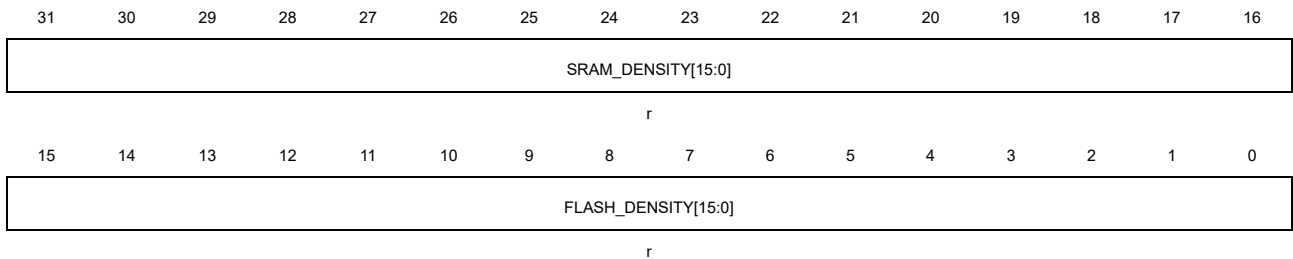 31 30 29 28 27 26 25 24 23 22 21 20 19 18 17 16
SRAM_DENSITY[15:0]
r
15 14 13 12 11 10 9 8 7 6 5 4 3 2 1 0
FLASH_DENSITY[15:0]
r